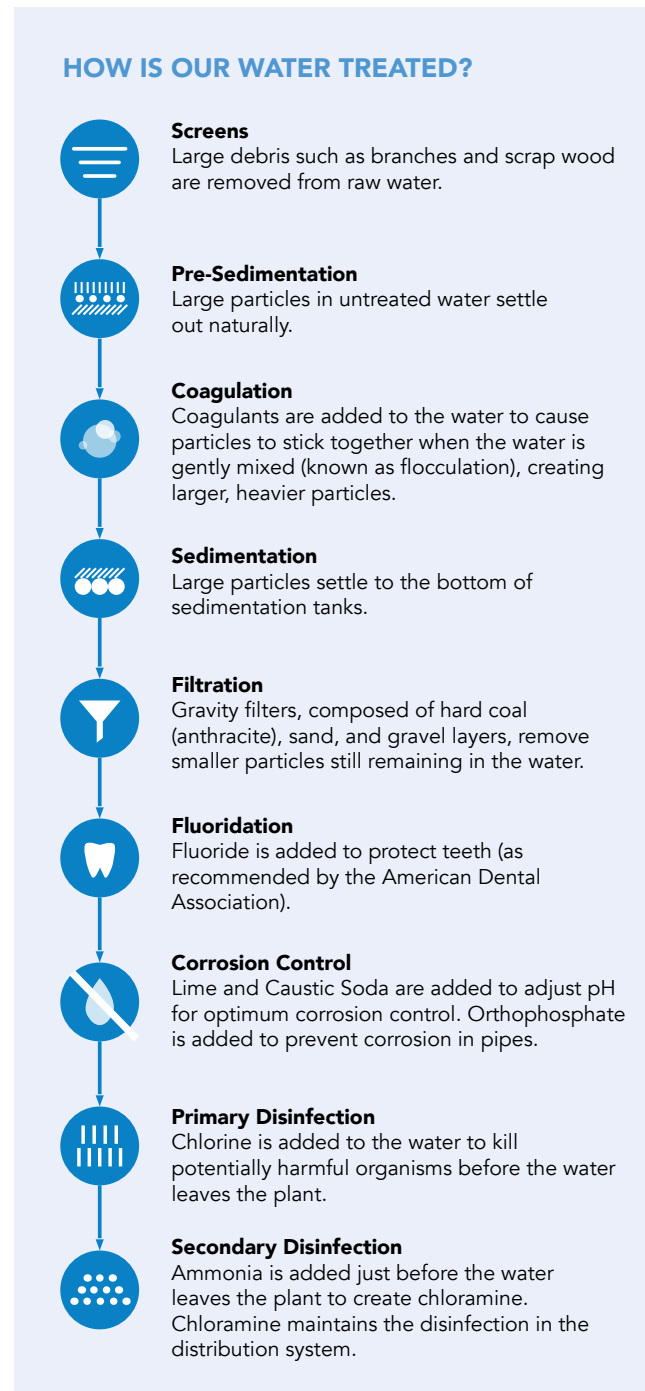 HOW IS OUR WATER TREATED?
Screens
Large debris such as branches and scrap wood
are removed from raw water.
Pre-Sedimentation
Large particles in untreated water settle
out naturally.
Coagulation
Coagulants are added to the water to cause
particles to stick together when the water is
gently mixed (known as flocculation), creating
larger, heavier particles.
Sedimentation
Large particles settle to the bottom of
sedimentation tanks.
Filtration
Gravity filters, composed of hard coal
(anthracite), sand, and gravel layers, remove
smaller particles still remaining in the water.
Fluoridation
Fluoride is added to protect teeth (as
recommended by the American Dental
Association).
Corrosion Control
Lime and Caustic Soda are added to adjust pH
for optimum corrosion control. Orthophosphate
is added to prevent corrosion in pipes.
Primary Disinfection
Chlorine is added to the water to kill
potentially harmful organisms before the water
leaves the plant.
Secondary Disinfection
Ammonia is added just before the water
leaves the plant to create chloramine.
Chloramine maintains the disinfection in the
distribution system.